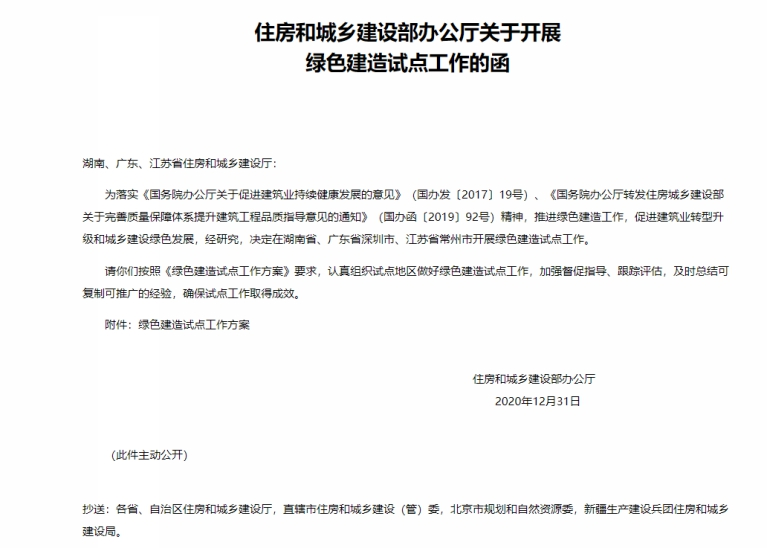 住房和城乡建设部办公厅关于开展
绿色建造试点工作的函
湖南、广东、江苏省住房和城乡建设厅：
为落实《国务院办公厅关于促进建筑业持续健康发展的意见》（国办发〔2017〕19号）、《国务院办公厅转发住房城乡建设部
关于完善质量保障体系提升建筑工程品质指导意见的通知》（国办函〔2019〕92号）精神，推进绿色建造工作，促进建筑业转型升
级和城乡建设绿色发展，经研究，决定在湖南省、广东省深圳市、江苏省常州市开展绿色建造试点工作。
请你们按照《绿色建造试点工作方案》要求，认真组织试点地区做好绿色建造试点工作，加强督促指导、跟踪评估，及时总结可
复制可推广的经验，确保试点工作取得成效。
附件：绿色建造试点工作方案
住房和城乡建设部办公厅
2020年12月31日
（此件主动公开）
抄送：各省、自治区住房和城乡建设厅，直辖市住房和城乡建设（管）委，北京市规划和自然资源委，新疆生产建设兵团住房和城乡
建设局。